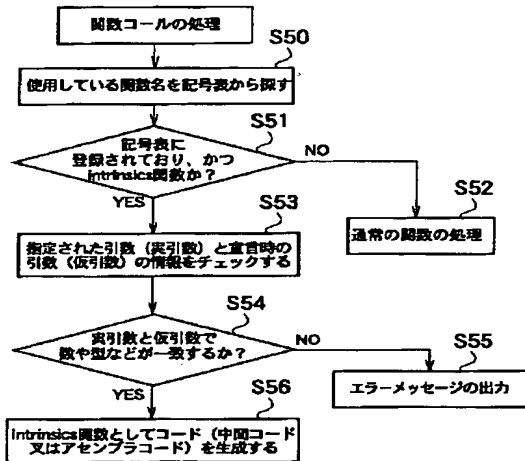 関数コールの処理
S50
使用している関数名を記号表から探す
S51
記号表に
登録されており、かつ
intrinsics関数か?
NO
YES
S52
通常の関数の処理
S53
指定された引数(実引数)と宣言時の
引数(仮引数)の情報をチェックする
S54
実引数と仮引数で
数や型などが一致するか?
NO
YES
S55
エラーメッセージの出力
S56
Intrinsics関数としてコード(中間コード
又はアセンブラコード)を生成する